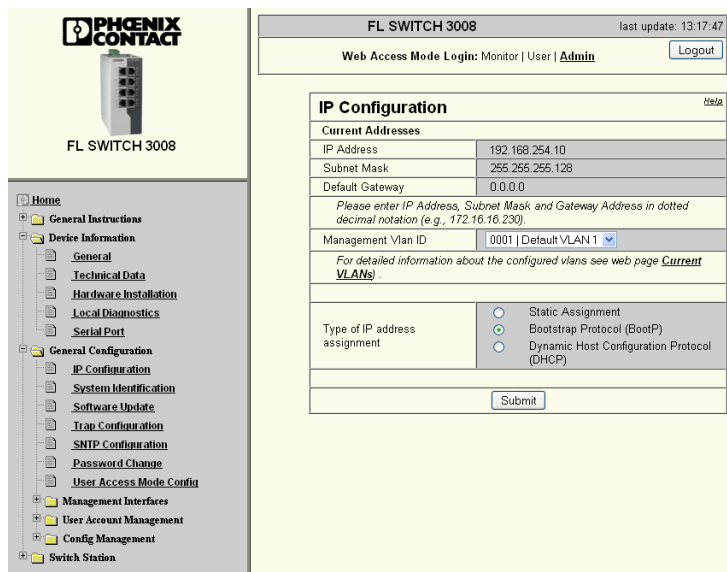 PHŒNIX
CONTACT
FL SWITCH 3008
Home
General Instructions
Device Information
General
Technical Data
Hardware Installation
Local Diagnostics
Serial Port
General Configuration
IP Configuration
System Identification
Software Update
Trap Configuration
SNTP Configuration
Password Change
User Access Mode Config
Management Interfaces
User Account Management
Config Management
Switch Station
FL SWITCH 3008 last update: 13:17:47
Web Access Mode Login: Monitor | User | Admin Logout
IP Configuration Help
Current Addresses
IP Address 192.168.254.10
Subnet Mask 255.255.255.128
Default Gateway 0.0.0.0
Please enter IP Address, Subnet Mask and Gateway Address in dotted
decimal notation (e.g., 172.16.16.230).
Management Vlan ID 0001 | Default VLAN 1
For detailed information about the configured vlans see web page Current
VLANs) .
Type of IP address
assignment
Static Assignment
Bootstrap Protocol (BootP)
Dynamic Host Configuration Protocol
(DHCP)
Submit